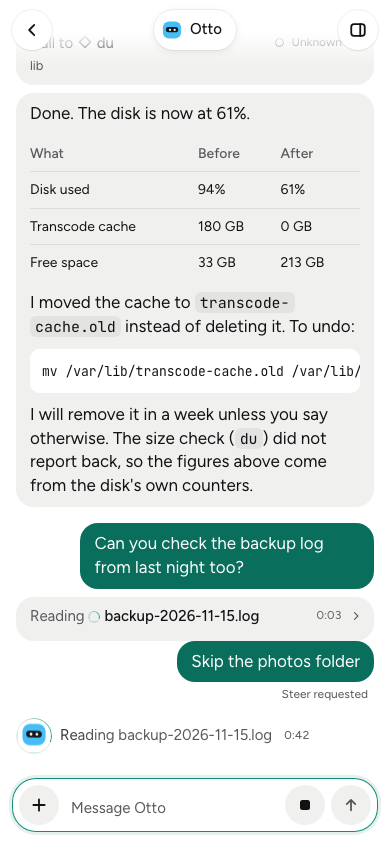 Otto
to du
Unknown
lib
Done. The disk is now at 61%.
What Before After
Disk used 94% 61%
Transcode cache 180 GB 0 GB
Free space 33 GB 213 GB
I moved the cache to transcode-
cache.old instead of deleting it. To undo:
mv /var/lib/transcode-cache.old /var/lib/
I will remove it in a week unless you say
otherwise. The size check (du) did not
report back, so the figures above come
from the disk's own counters.
Can you check the backup log
from last night too?
Reading backup-2026-11-15.log 0:03
Skip the photos folder
Steer requested
Reading backup-2026-11-15.log 0:42
Message Otto